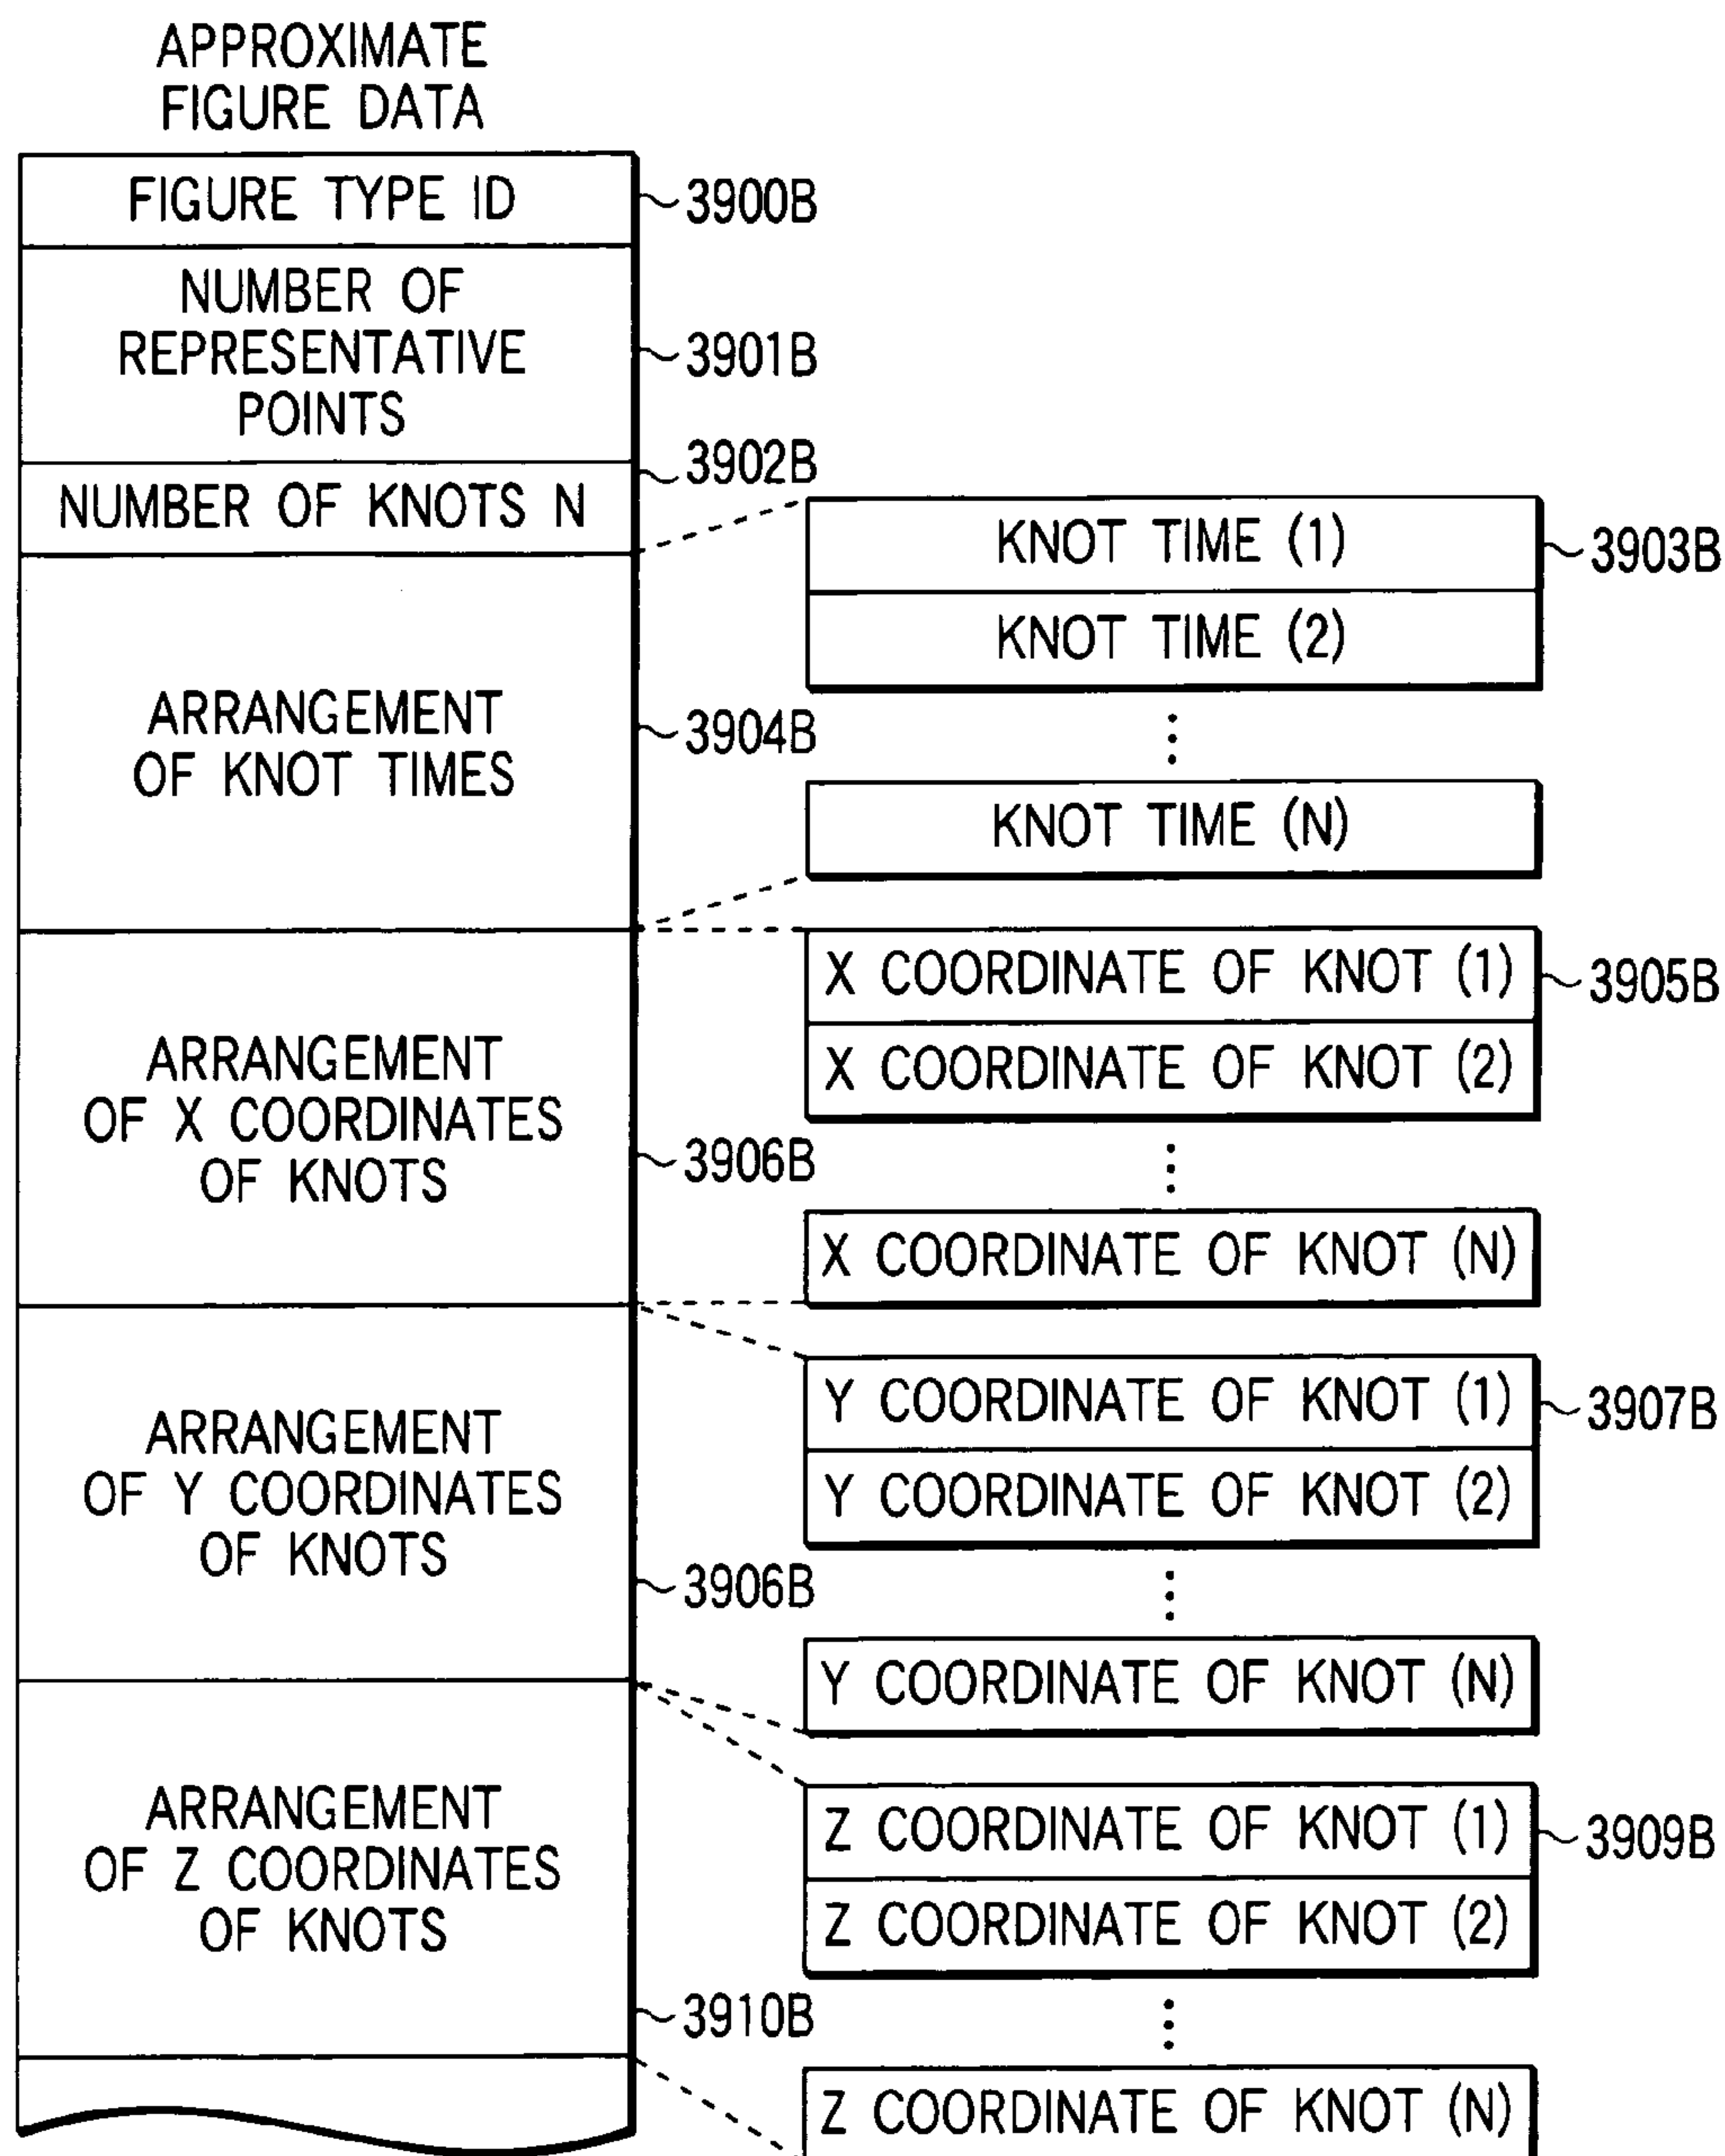 APPROXIMATE
FIGURE DATA
FIGURE TYPE ID
3900B
NUMBER OF
REPRESENTATIVE
POINTS
3901B
3902B
NUMBER OF KNOTS N
KNOT TIME (1)
3903B
KNOT TIME (2)
ARRANGEMENT
OF KNOT TIMES
3904B
KNOT TIME (N)
X COORDINATE OF KNOT (1)
3905B
X COORDINATE OF KNOT (2)
ARRANGEMENT
OF X COORDINATES
OF KNOTS
3906B
X COORDINATE OF KNOT (N)
Y COORDINATE OF KNOT (1)
3907B
Y COORDINATE OF KNOT (2)
ARRANGEMENT
OF Y COORDINATES
OF KNOTS
3906B
Y COORDINATE OF KNOT (N)
Z COORDINATE OF KNOT (1)
3909B
Z COORDINATE OF KNOT (2)
ARRANGEMENT
OF Z COORDINATES
OF KNOTS
3910B
Z COORDINATE OF KNOT (N)